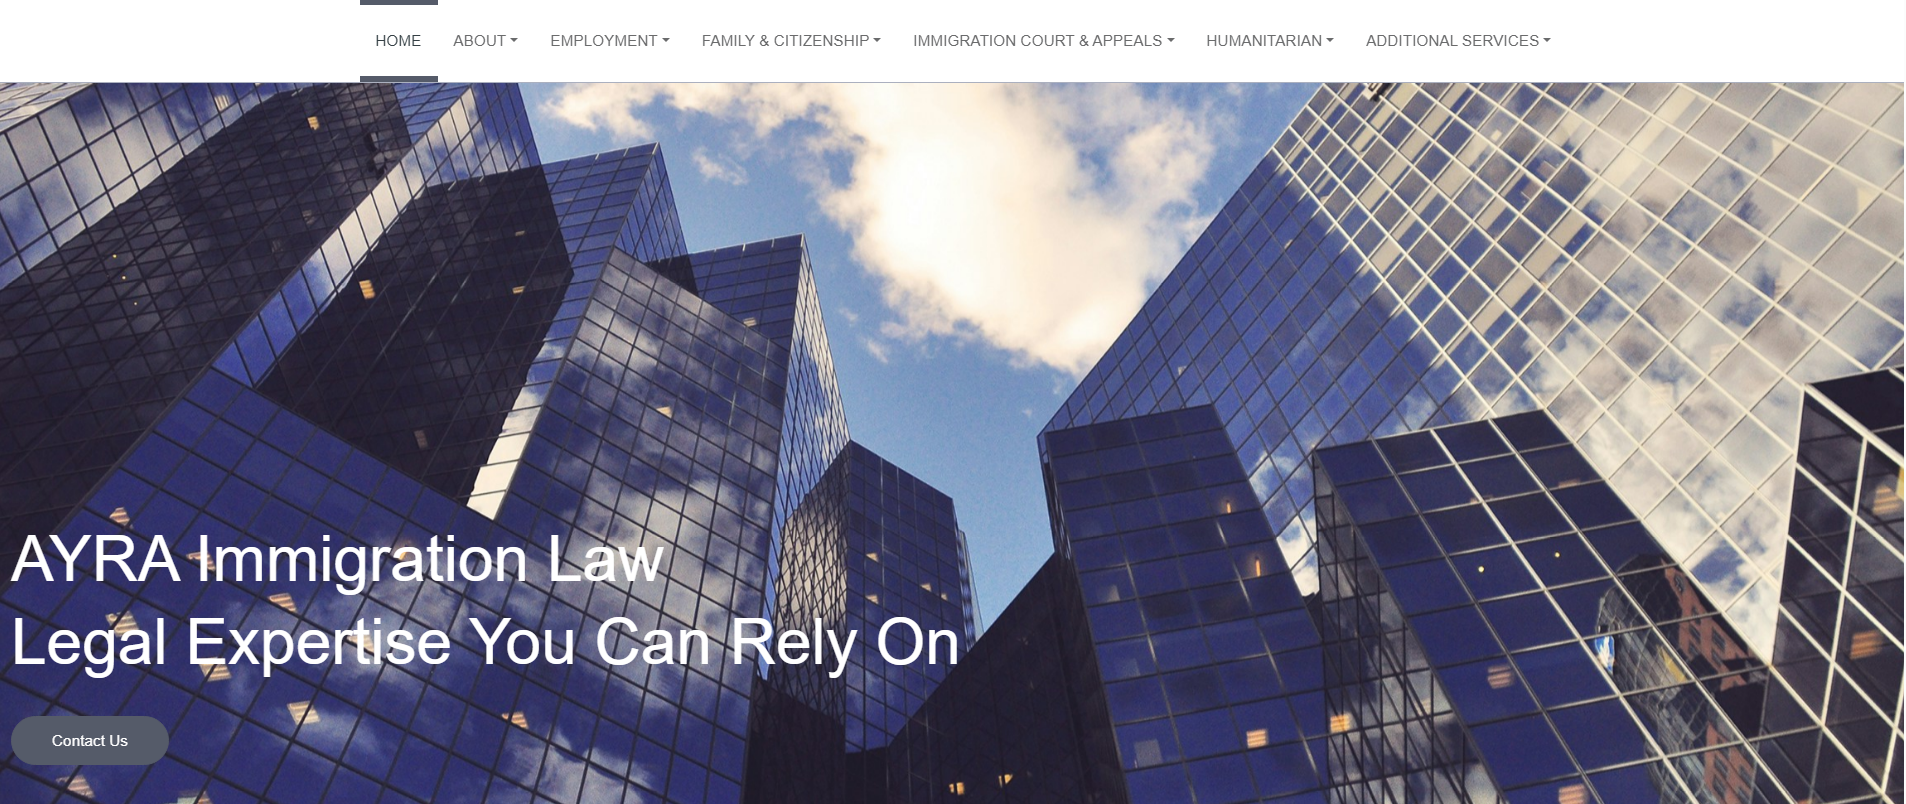 HOME
ABOUT
EMPLOYMENT
FAMILY & CITIZENSHIP
IMMIGRATION COURT & APPEALS
HUMANITARIAN
ADDITIONAL SERVICES
AYRA Immigration Law
Legal Expertise You Can Rely On
Contact Us